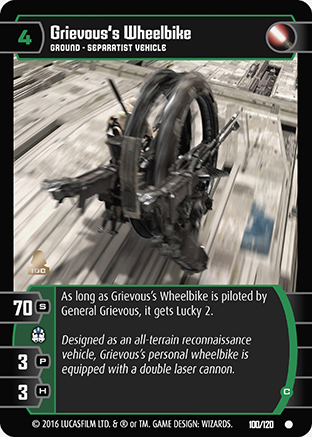 4
Grievous's Wheelbike
GROUND - SEPARATIST VEHICLE
70 S
As long as Grievous's Wheelbike is piloted by
General Grievous, it gets Lucky 2.
3 P
Designed as an all-terrain reconnaissance
vehicle, Grievous's personal wheelbike is
equipped with a double laser cannon.
3 H
C
© 2016 LUCASFILM LTD. & ® or TM. GAME DESIGN: WIZARDS.
100/120